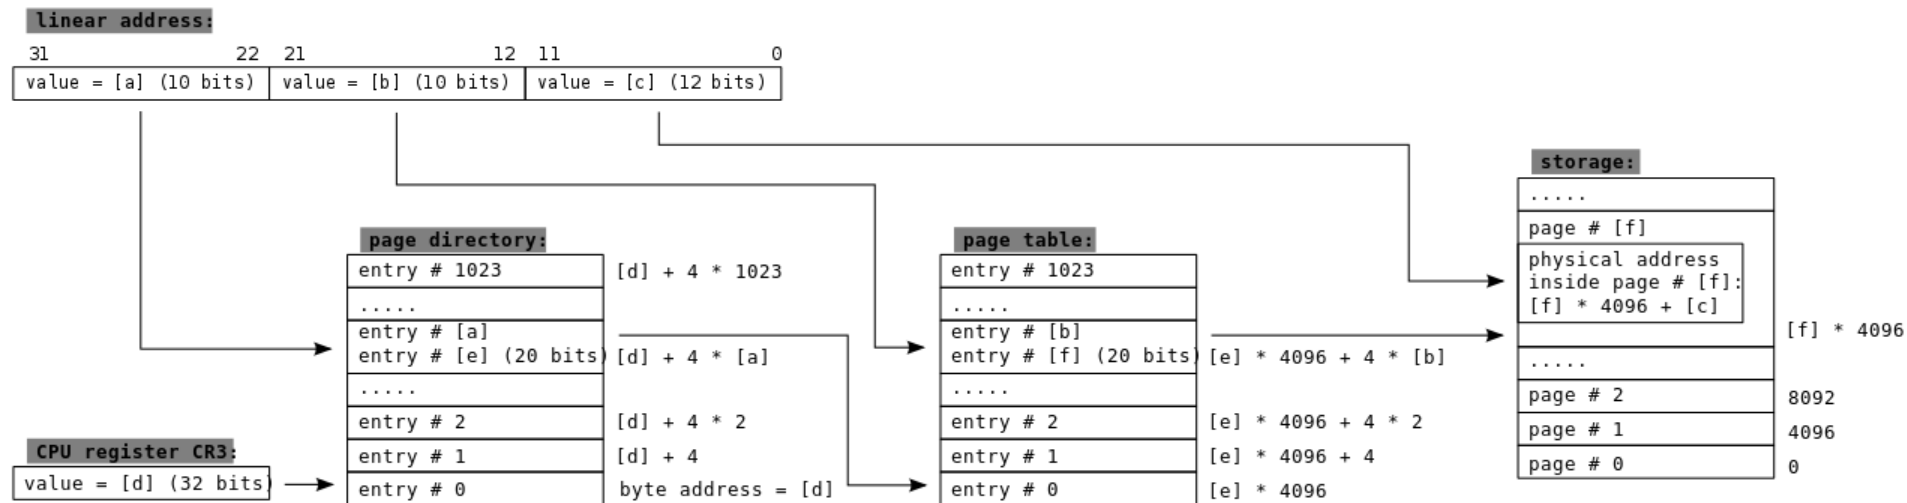 linear address:
31 22 21 12 11 0
value = [a] (10 bits) value = [b] (10 bits) value = [c] (12 bits)
storage:
.....
page # [f]
physical address
inside page # [f]:
[f] * 4096 + [c]
[f] * 4096
.....
page # 2 8092
page # 1 4096
page # 0 0
page directory:
entry # 1023 [d] + 4 * 1023
.....
entry # [a]
entry # [e] (20 bits) [d] + 4 * [a]
.....
entry # 2 [d] + 4 * 2
entry # 1 [d] + 4
entry # 0 byte address = [d]
page table:
entry # 1023
.....
entry # [b]
entry # [f] (20 bits) [e] * 4096 + 4 * [b]
.....
entry # 2 [e] * 4096 + 4 * 2
entry # 1 [e] * 4096 + 4
entry # 0 [e] * 4096
CPU register CR3:
value = [d] (32 bits)